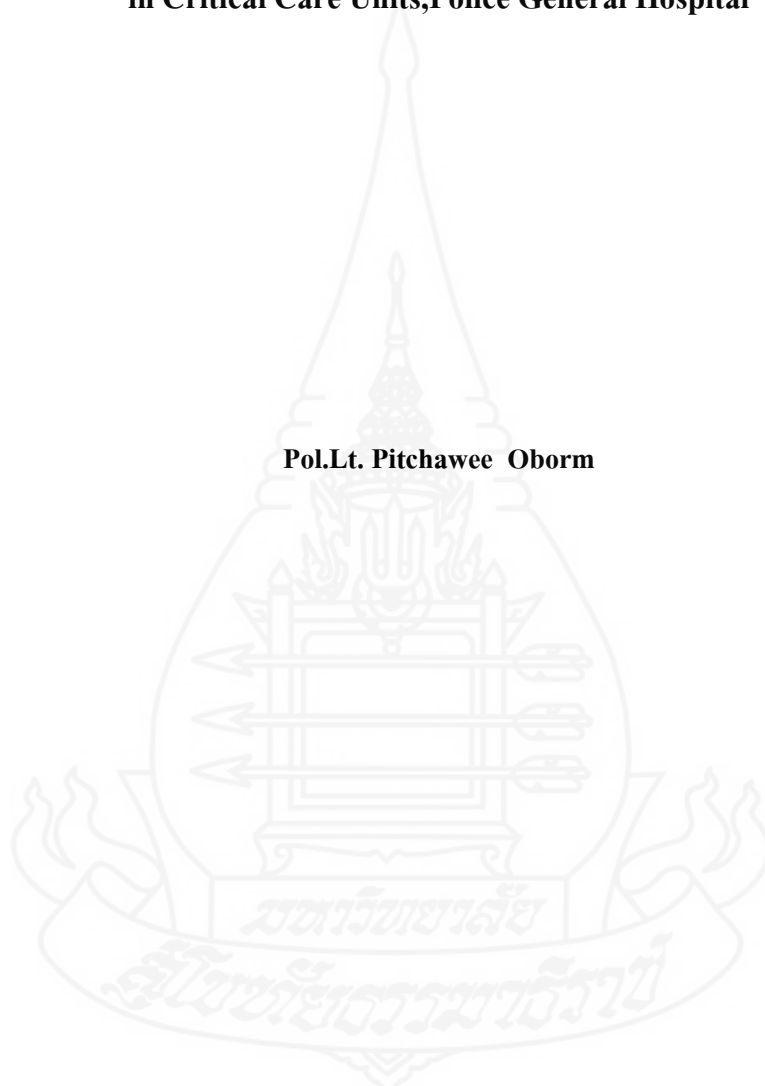 in Critical Care Units,Police General Hospital
Pol.Lt. Pitchawee  Oborm
มหาวิทยาลัย
สุโขทัยธรรมาธิราช